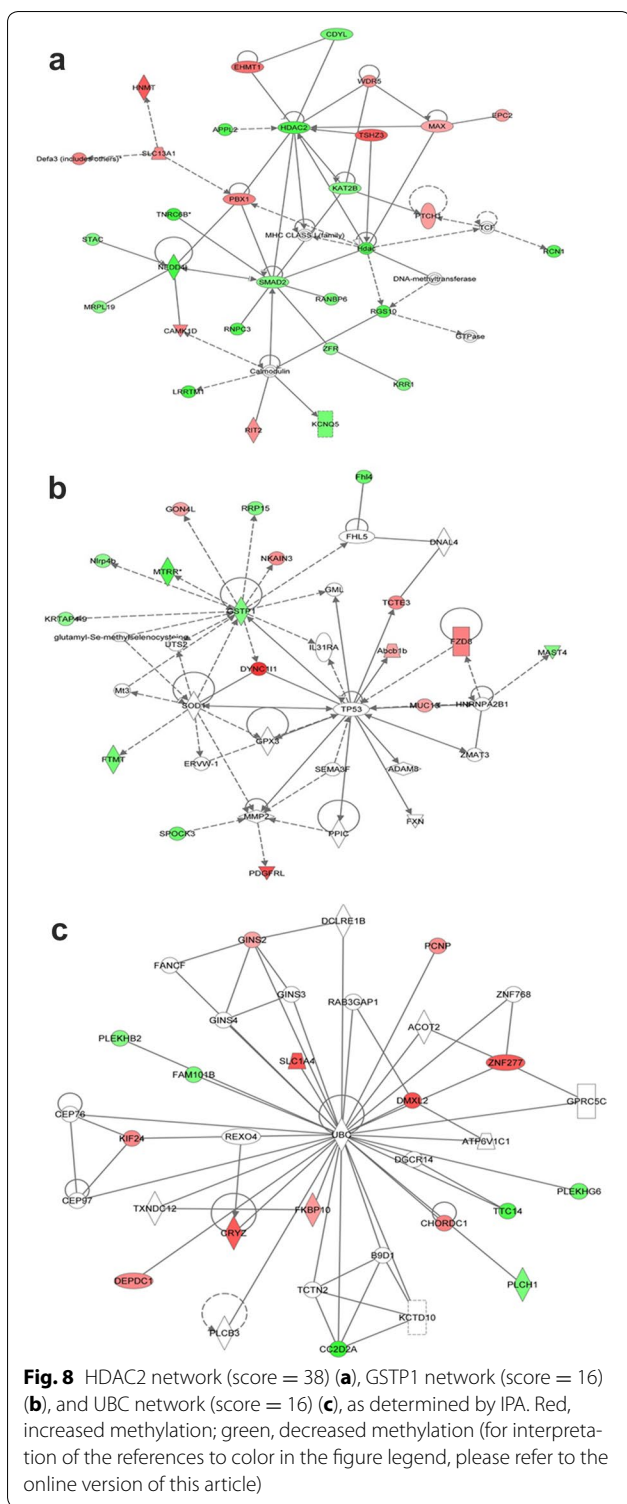 a
CDYL
EHMT1
WDR5
HNMT
EPC2
MAX
APPL2
HDAC2
TSHZ3
SLC13A1
Defa3 (includes others)*
KAT2B
PBX1
PTCH1
TNRC6B*
TCF
MHC CLASS I (family)
STAC
Hdac
RCN1
NEDD4L
DNA-methyltransferase
SMAD2
RANBP6
MRPL19
RGS10
RNPC3
CAMK1D
GTPase
ZFR
Calmodulin
KRR1
LRRTM1
RIT2
KCNQ5
b
Fhl4
GON4L
RRP15
FHL5
DNAL4
NKAIN3
Nlrp4b
MTRR*
GML
TCTE3
GSTP1
KRTAP4-9
FZD8
glutamyl-Se-methylselenocysteine
UTS2
IL31RA
Abcb1b
MAST4
DYNC1I1
Mt3
SOD1
TP53
MUC13
HNRNPA2B1
GPX3
ZMAT3
ERVW-1
SEMA3F
ADAM8
FTMT
MMP2
FXN
SPOCK3
PPIC
PDGFRL
c
DCLRE1B
GINS2
PCNP
FANCF
GINS3
RAB3GAP1
ZNF768
GINS4
ACOT2
PLEKHB2
SLC1A4
ZNF277
FAM101B
DMXL2
GPRC5C
CEP76
UBC
KIF24
REXO4
ATP6V1C1
DGCR14
CEP97
PLEKHG6
TXNDC12
FKBP10
TTC14
CRYZ
CHORDC1
B9D1
DEPDC1
TCTN2
PLCH1
PLCB3
KCTD10
CC2D2A
Fig. 8 HDAC2 network (score = 38) (a), GSTP1 network (score = 16)
(b), and UBC network (score = 16) (c), as determined by IPA. Red,
increased methylation; green, decreased methylation (for interpreta-
tion of the references to color in the figure legend, please refer to the
online version of this article)